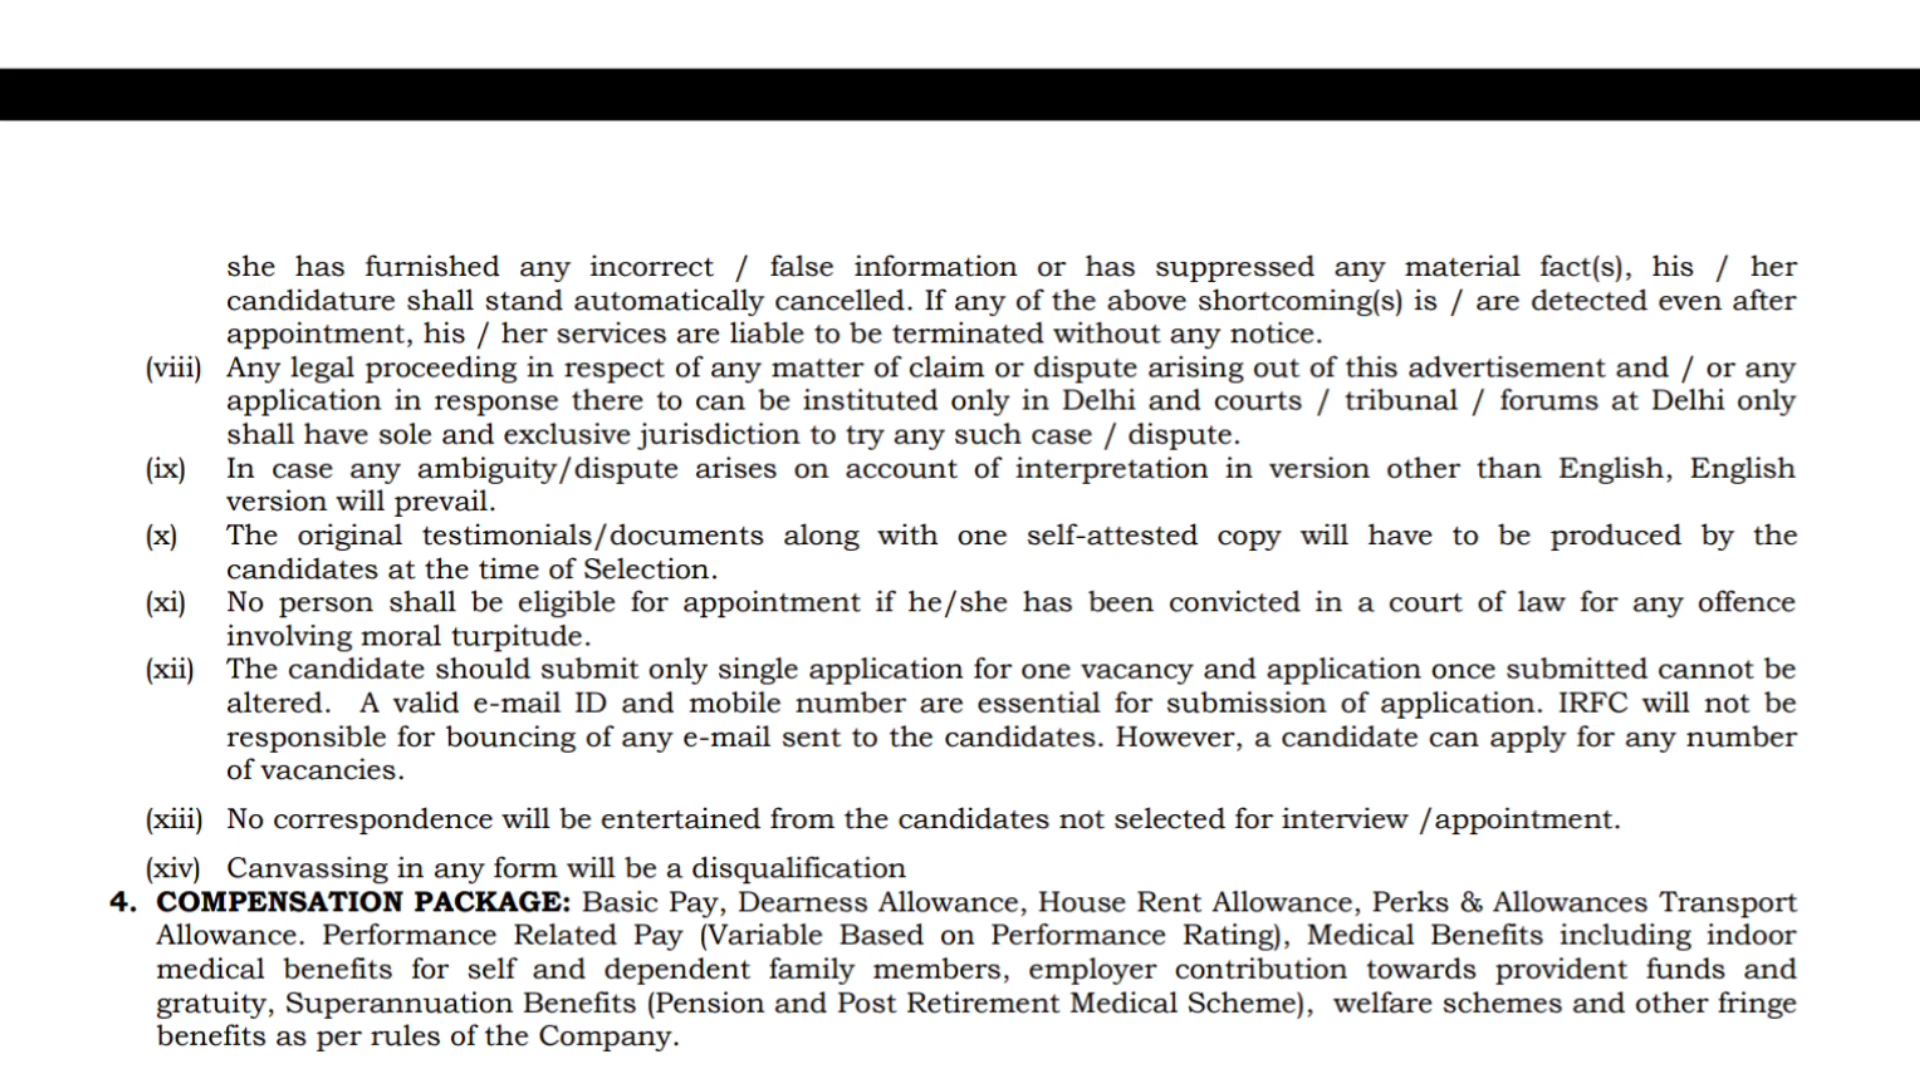 she has furnished any incorrect / false information or has suppressed any material fact(s), his / her
candidature shall stand automatically cancelled. If any of the above shortcoming(s) is / are detected even after
appointment, his / her services are liable to be terminated without any notice.
(viii) Any legal proceeding in respect of any matter of claim or dispute arising out of this advertisement and / or any
application in response there to can be instituted only in Delhi and courts / tribunal / forums at Delhi only
shall have sole and exclusive jurisdiction to try any such case / dispute.
(ix) In case any ambiguity/dispute arises on account of interpretation in version other than English, English
version will prevail.
(x) The original testimonials/documents along with one self-attested copy will have to be produced by the
candidates at the time of Selection.
(xi) No person shall be eligible for appointment if he/she has been convicted in a court of law for any offence
involving moral turpitude.
(xii) The candidate should submit only single application for one vacancy and application once submitted cannot be
altered. A valid e-mail ID and mobile number are essential for submission of application. IRFC will not be
responsible for bouncing of any e-mail sent to the candidates. However, a candidate can apply for any number
of vacancies.
(xiii) No correspondence will be entertained from the candidates not selected for interview /appointment.
(xiv) Canvassing in any form will be a disqualification
4. COMPENSATION PACKAGE: Basic Pay, Dearness Allowance, House Rent Allowance, Perks & Allowances Transport
Allowance. Performance Related Pay (Variable Based on Performance Rating), Medical Benefits including indoor
medical benefits for self and dependent family members, employer contribution towards provident funds and
gratuity, Superannuation Benefits (Pension and Post Retirement Medical Scheme), welfare schemes and other fringe
benefits as per rules of the Company.